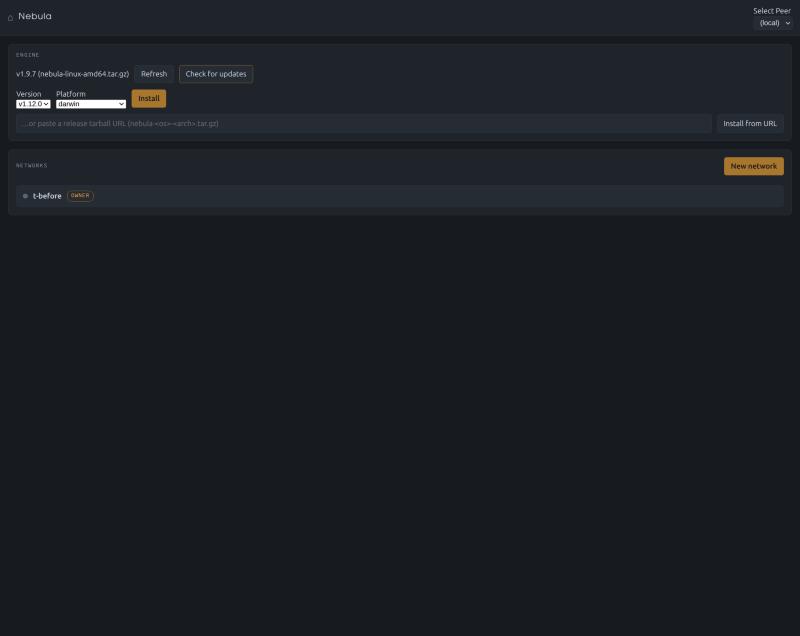 Nebula
Select Peer
(local)
ENGINE
v1.9.7 (nebula-linux-amd64.tar.gz) Refresh Check for updates
Version Platform
v1.12.0 darwin Install
...or paste a release tarball URL (nebula-<os>-<arch>.tar.gz) Install from URL
NETWORKS New network
t-before OWNER